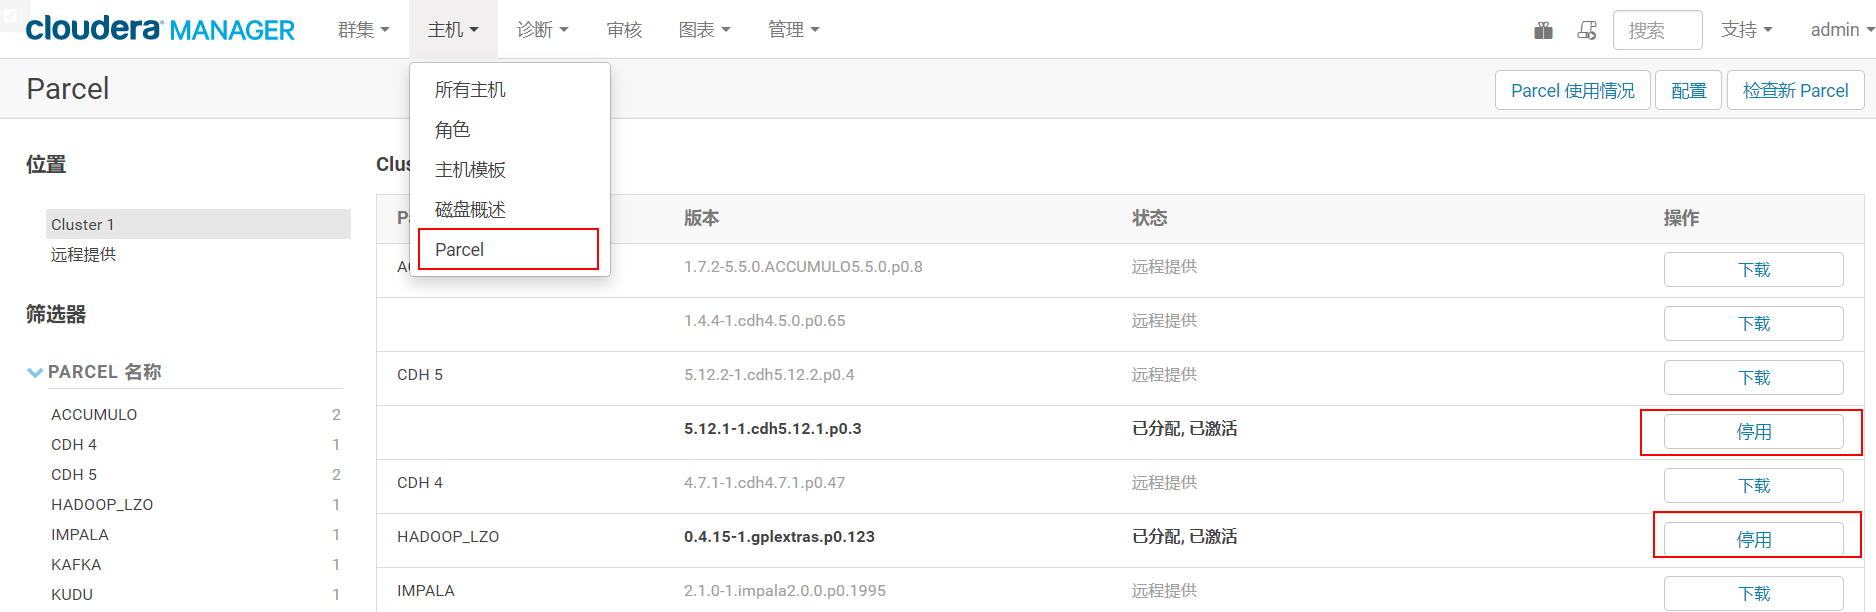 cloudera MANAGER 群集 主机 诊断 审核 图表 管理 搜索 支持 admin
Parcel
Parcel 使用情况 配置 检查新 Parcel
所有主机
角色
主机模板
磁盘概述
Parcel
位置
Cluster 1
远程提供
筛选器
PARCEL 名称
ACCUMULO 2
CDH 4 1
CDH 5 2
HADOOP_LZO 1
IMPALA 1
KAFKA 1
KUDU 1
Clus
版本 状态 操作
1.7.2-5.5.0.ACCUMULO5.5.0.p0.8 远程提供 下载
1.4.4-1.cdh4.5.0.p0.65 远程提供 下载
CDH 5 5.12.2-1.cdh5.12.2.p0.4 远程提供 下载
5.12.1-1.cdh5.12.1.p0.3 已分配, 已激活 停用
CDH 4 4.7.1-1.cdh4.7.1.p0.47 远程提供 下载
HADOOP_LZO 0.4.15-1.gplextras.p0.123 已分配, 已激活 停用
IMPALA 2.1.0-1.impala2.0.0.p0.1995 远程提供 下载